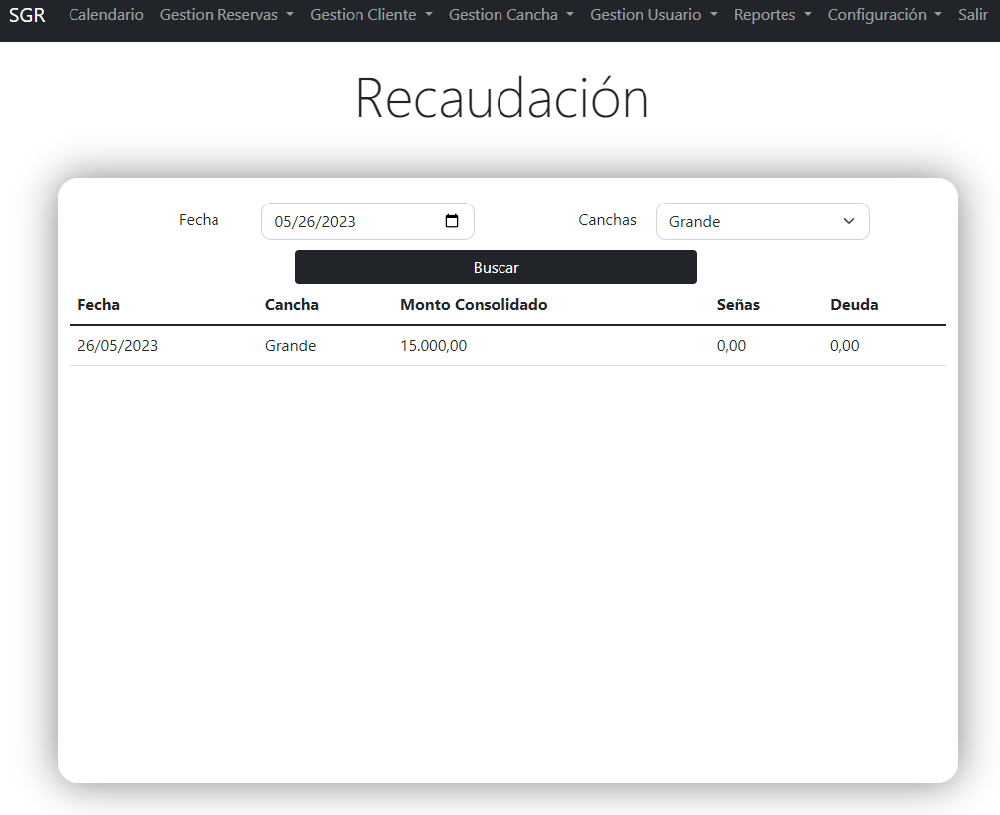 SGR Calendario Gestion Reservas Gestion Cliente Gestion Cancha Gestion Usuario Reportes Configuración Salir
Recaudación
Fecha 05/26/2023 Canchas Grande
Buscar
Fecha Cancha Monto Consolidado Señas Deuda
26/05/2023 Grande 15.000,00 0,00 0,00